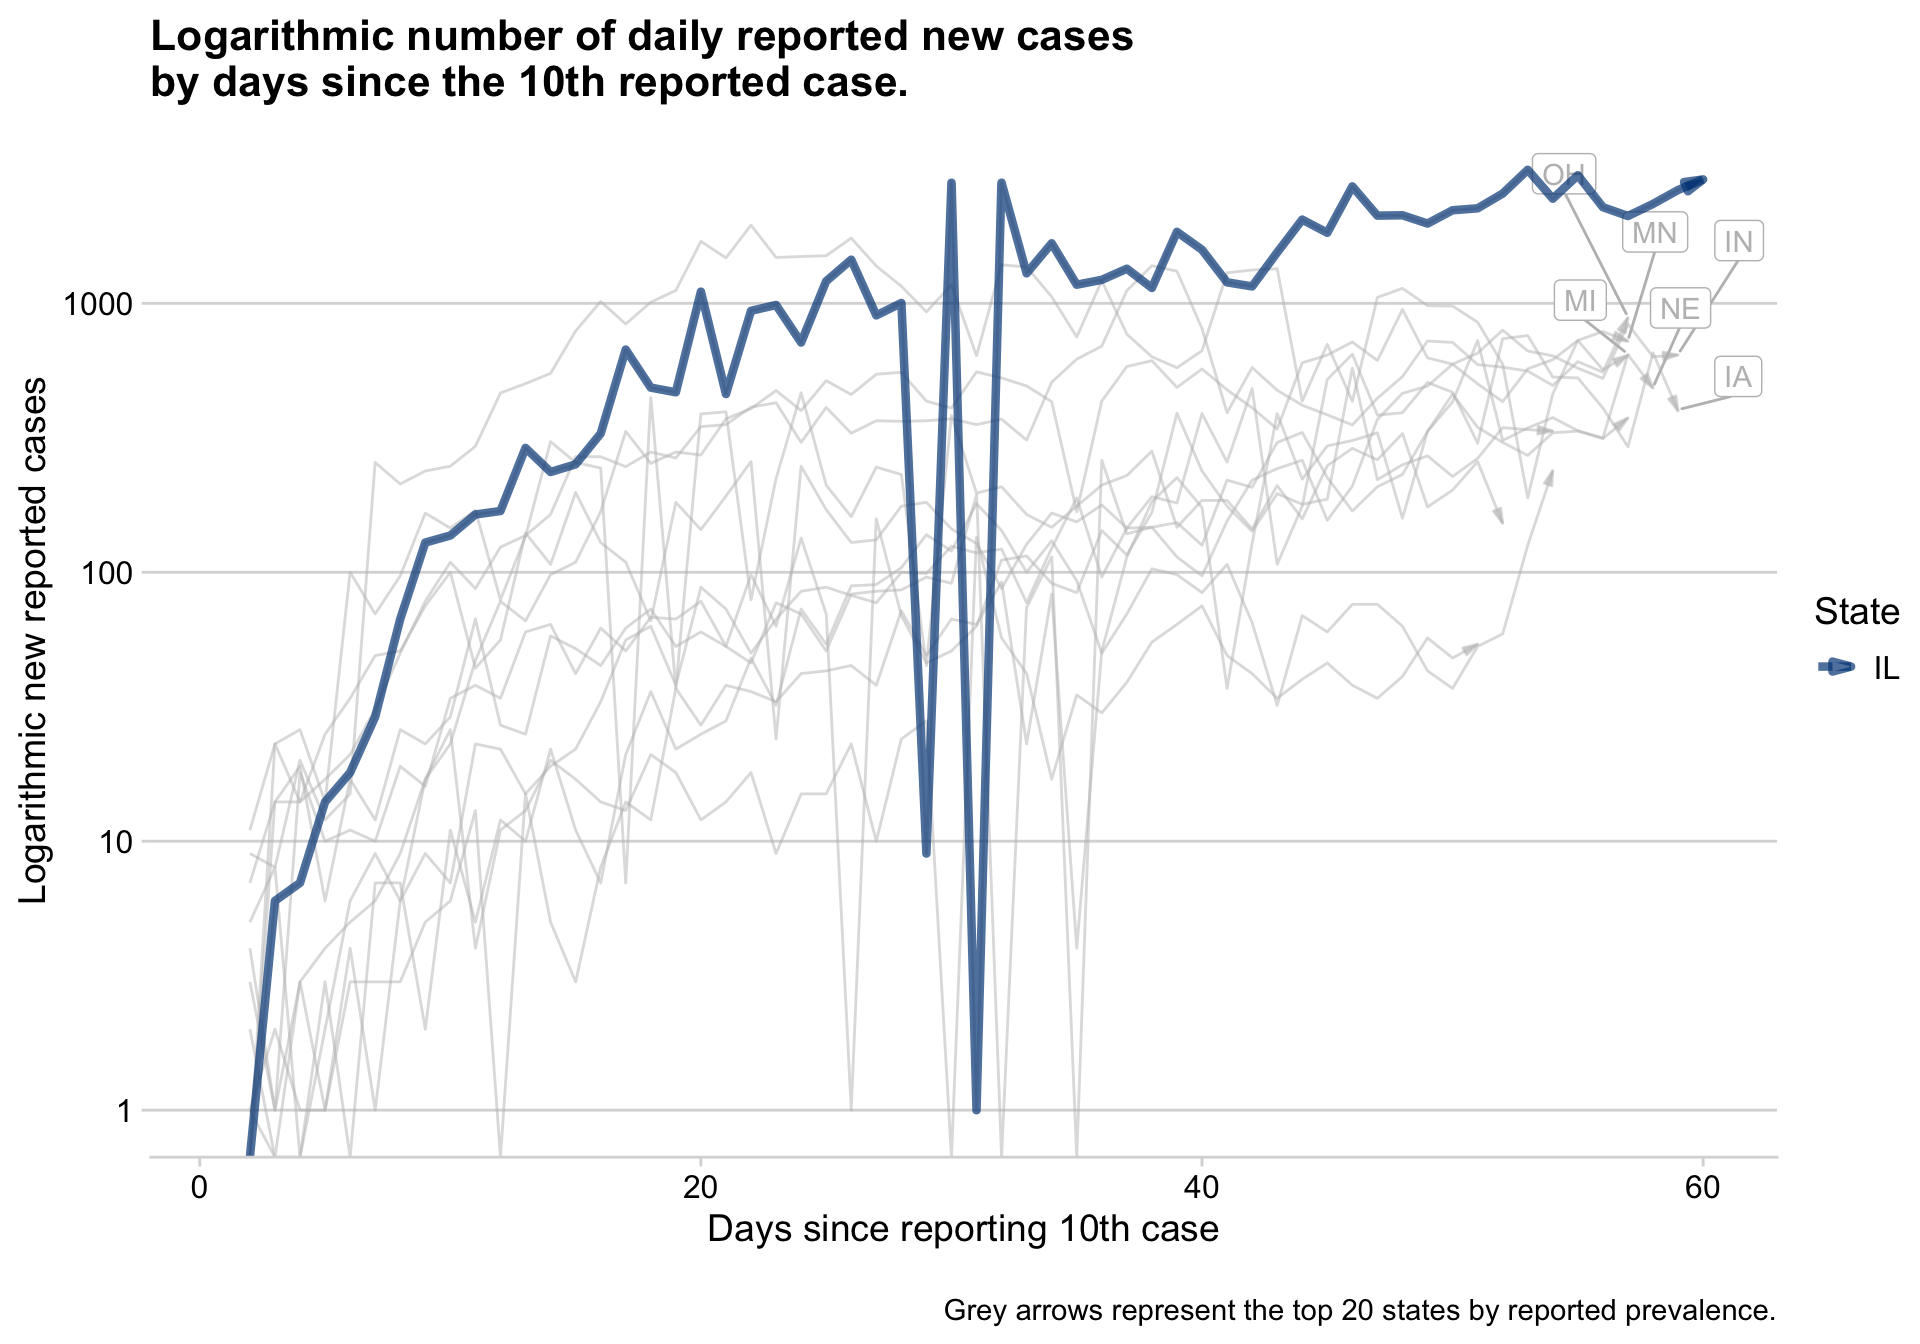 Logarithmic number of daily reported new cases
by days since the 10th reported case.
OH
MN
IN
MI
NE
IA
1000
100
10
1
Logarithmic new reported cases
State
IL
0
20
40
60
Days since reporting 10th case
Grey arrows represent the top 20 states by reported prevalence.